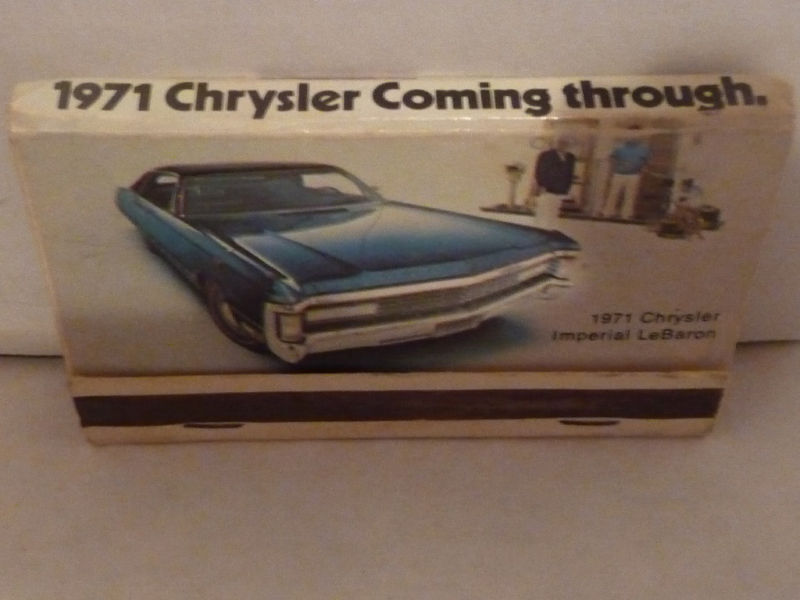 1971 Chrysler Coming through.
1971 Chrysler
Imperial LeBaron